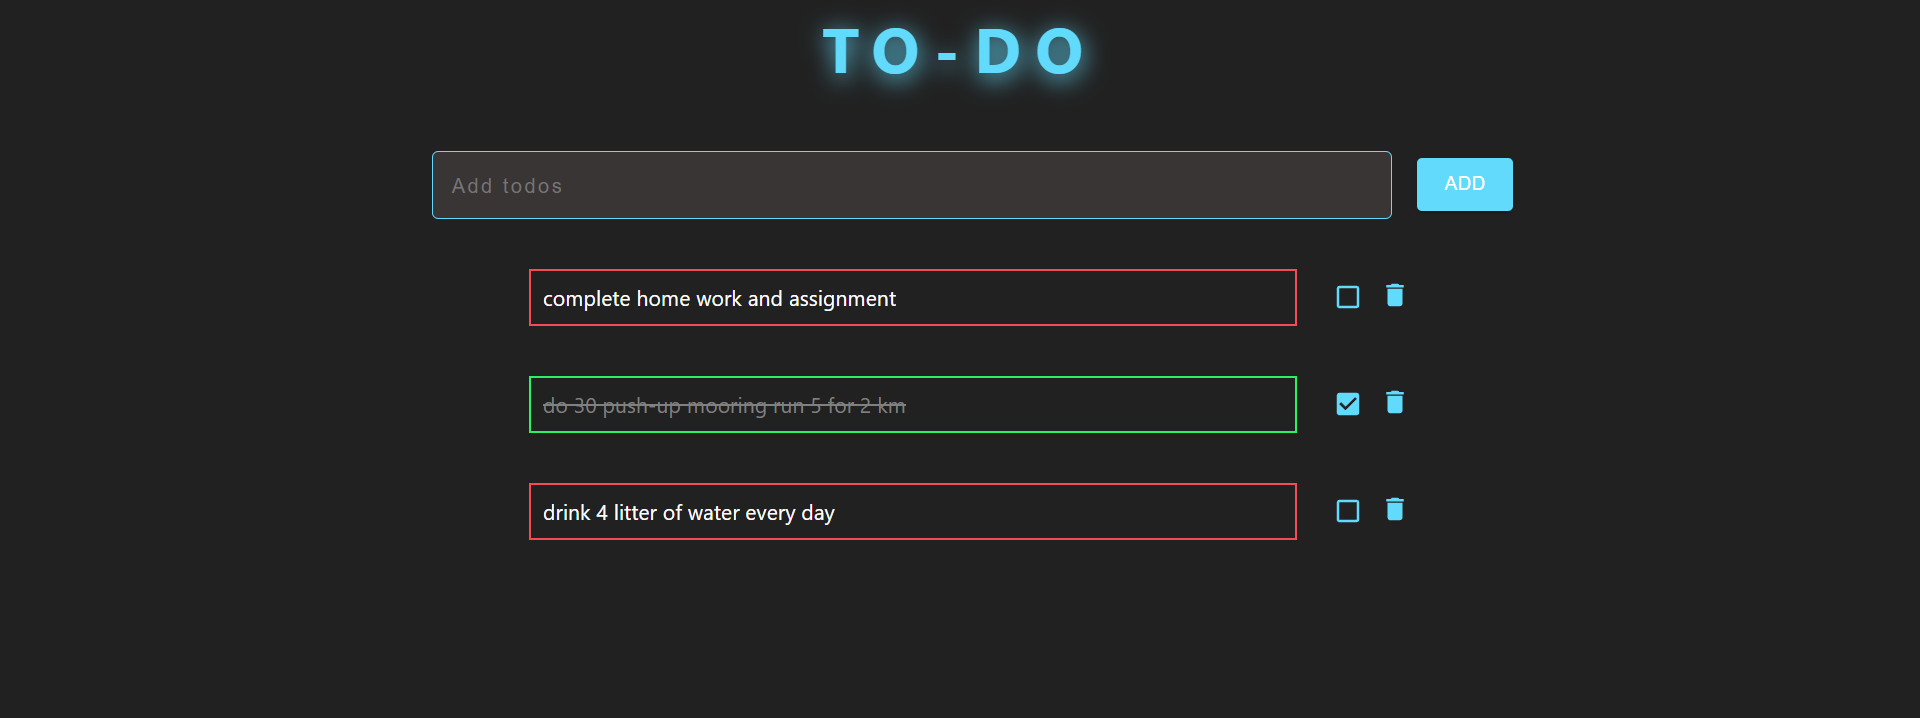 TO-DO
Add todos
ADD
complete home work and assignment
do 30 push-up mooring run 5 for 2 km
drink 4 litter of water every day